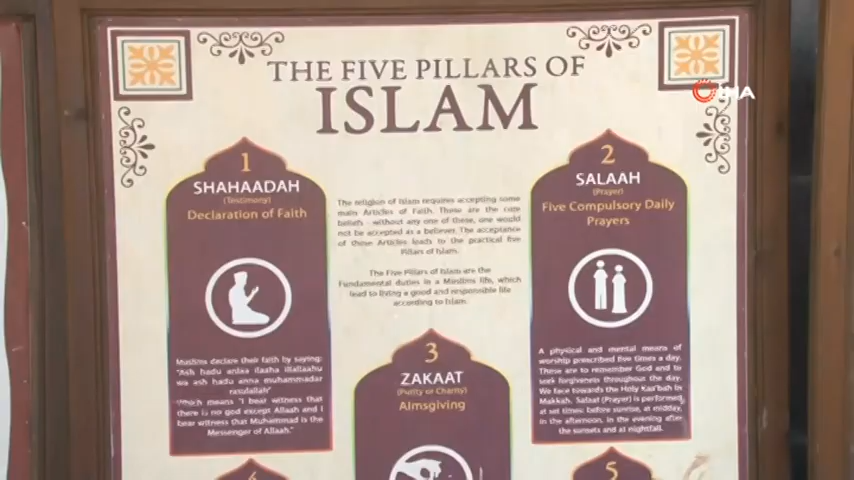 THE FIVE PILLARS OF
ISLAM
iHA
1
SHAHAADAH
(Testimony)
Declaration of Faith
Muslims declare their faith by saying:
"Ash hadu anlaa ilaaha illallaahu
wa ash hadu anna muhammadar
rasulallah"
Which means "I bear witness that
there is no god except Allaah and I
bear witness that Muhammad is the
Messenger of Allaah."
The religion of Islam requires accepting some
main Articles of Faith. These are the core
beliefs - without any one of these, one would
not be accepted as a believer. The acceptance
of these Articles leads to the practical five
Pillars of Islam.
The Five Pillars of Islam are the
Fundamental duties in a Muslims life, which
lead to living a good and responsible life
according to Islam.
2
SALAAH
(Prayer)
Five Compulsory Daily
Prayers
A physical and mental means of
worship prescribed five times a day.
These are to remember God and to
seek forgiveness throughout the day.
We face towards the Holy Kaa'bah in
Makkah. Salaat (Prayer) is performed
at set times: before sunrise, at midday,
in the afternoon, in the evening after
the sunsets and at nightfall.
3
ZAKAAT
(Purity or Charity)
Almsgiving
4
5